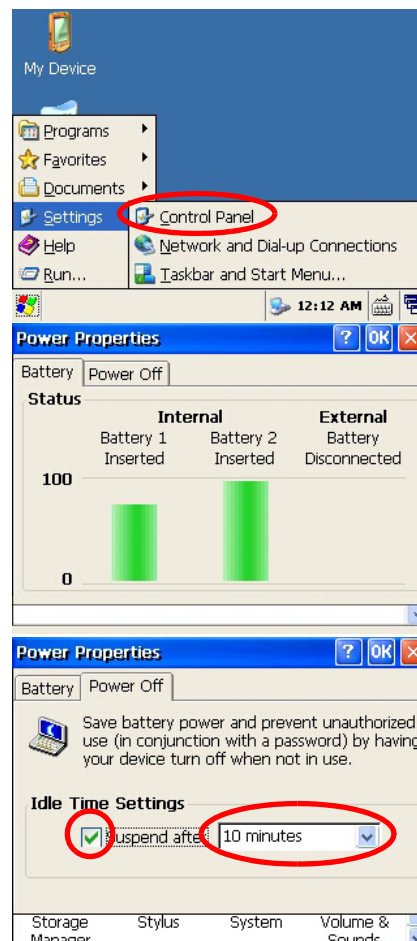 My Device
Programs
Favorites
Documents
Settings
Control Panel
Help
Network and Dial-up Connections
Run...
Taskbar and Start Menu...
12:12 AM
Power Properties
? OK
Battery Power Off
Status
Internal External
Battery 1 Battery 2 Battery
Inserted Inserted Disconnected
100
0
Power Properties
? OK
Battery Power Off
Save battery power and prevent unauthorized
use (in conjunction with a password) by having
your device turn off when not in use.
Idle Time Settings
Suspend after 10 minutes
Storage Stylus System Volume &
Manager Sounds